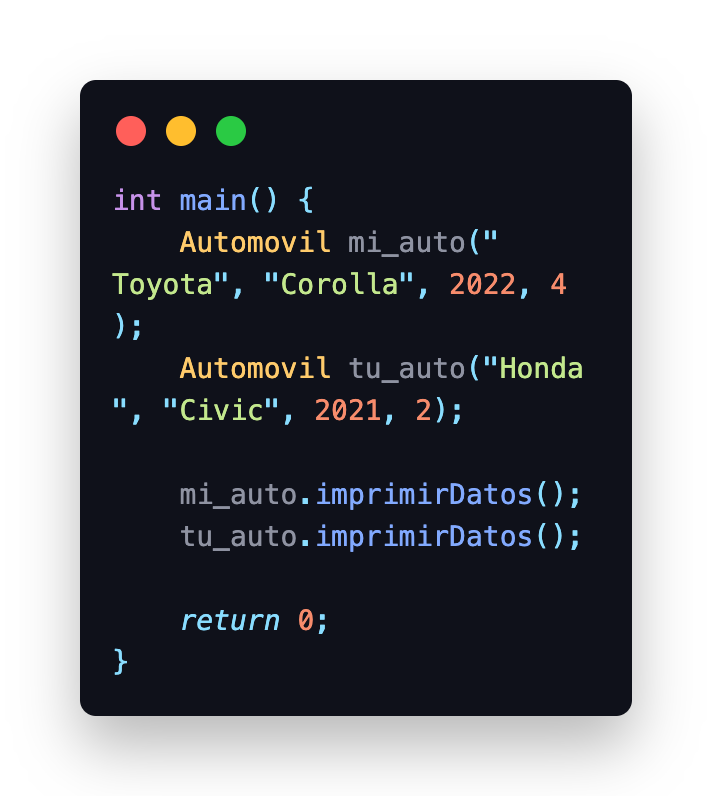 int main() {
    Automovil mi_auto("
Toyota", "Corolla", 2022, 4
);
    Automovil tu_auto("Honda
", "Civic", 2021, 2);

    mi_auto.imprimirDatos();
    tu_auto.imprimirDatos();

    return 0;
}